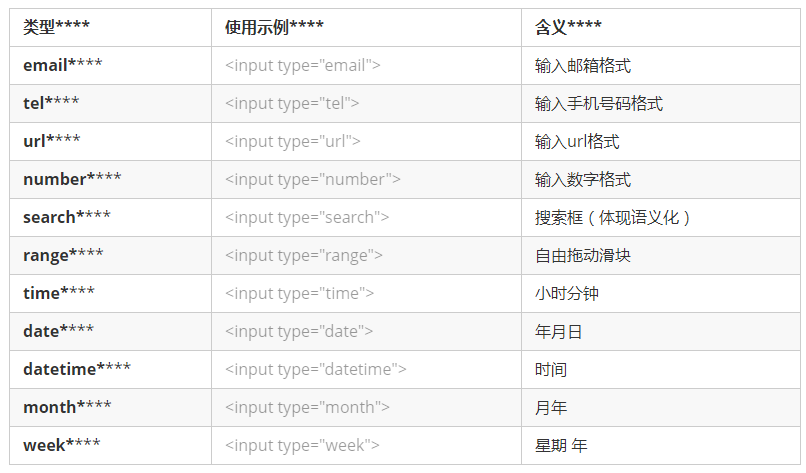 类型**** 使用示例**** 含义****
email**** <input type="email"> 输入邮箱格式
tel**** <input type="tel"> 输入手机号码格式
url**** <input type="url"> 输入url格式
number**** <input type="number"> 输入数字格式
search**** <input type="search"> 搜索框（体现语义化）
range**** <input type="range"> 自由拖动滑块
time**** <input type="time"> 小时分钟
date**** <input type="date"> 年月日
datetime**** <input type="datetime"> 时间
month**** <input type="month"> 月年
week**** <input type="week"> 星期 年